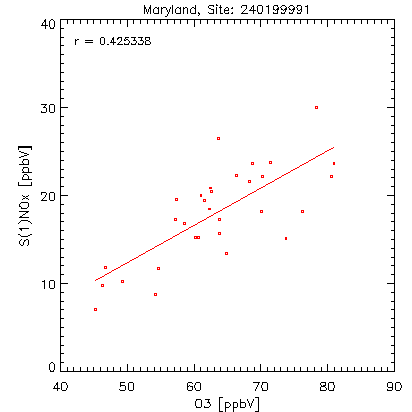 Maryland, Site: 240199991
r = 0.425338
S(1)NOx [ppbV]
40
30
20
10
0
40 50 60 70 80 90
O3 [ppbV]